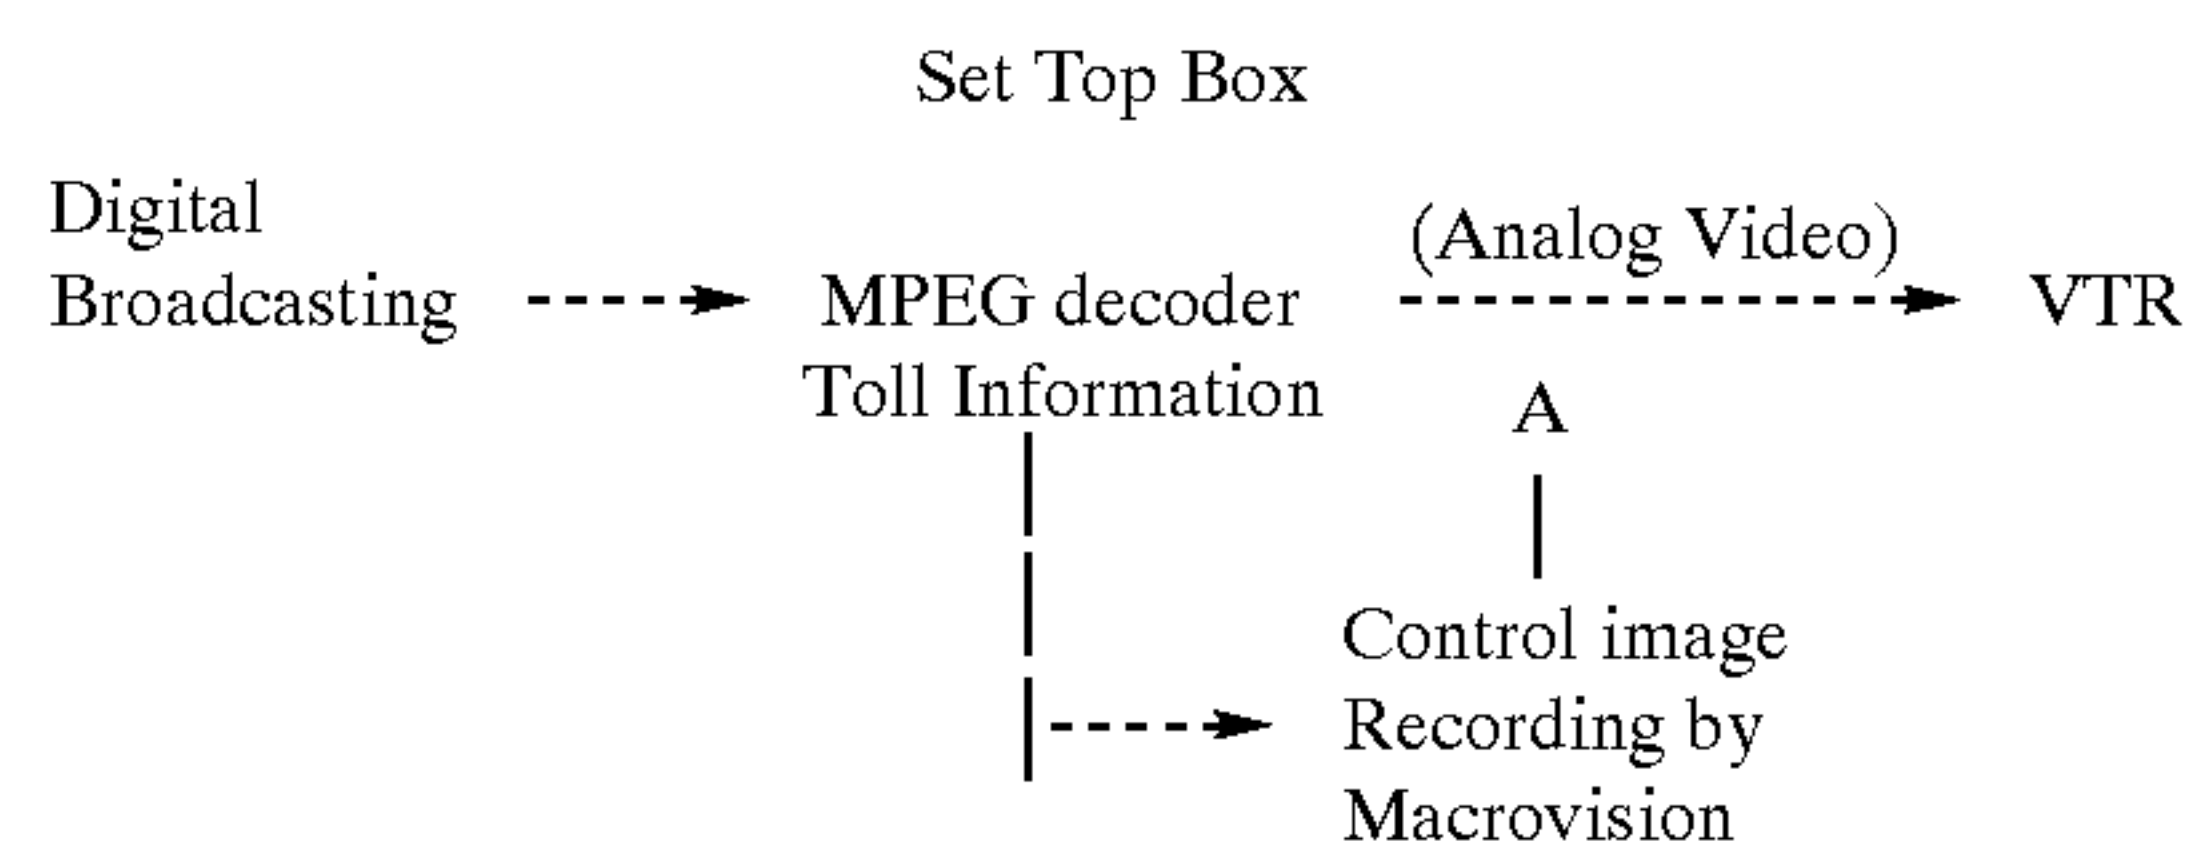 Set Top Box
Digital
Broadcasting
MPEG decoder
Toll Information
(Analog Video)
VTR
A
Control image
Recording by
Macrovision